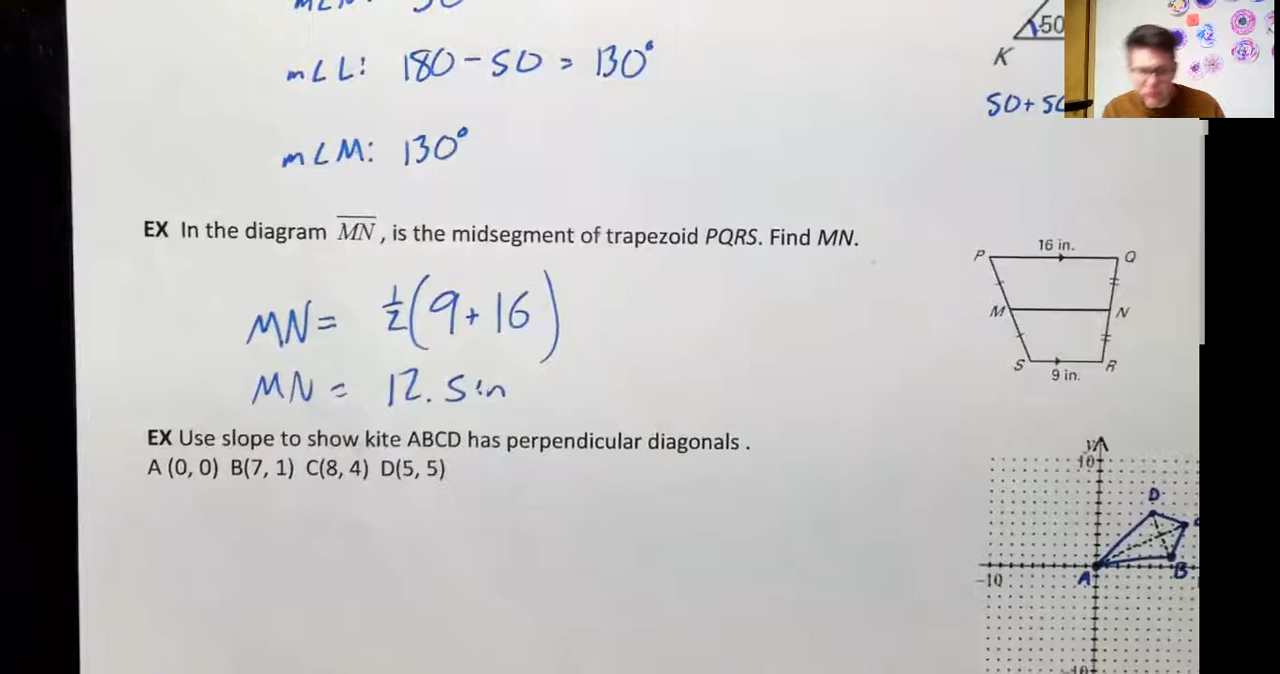 m∠L: 180-50 = 130°
K
50
50+50
m∠M: 130°
EX In the diagram MN, is the midsegment of trapezoid PQRS. Find MN.
16 in.
P
Q
M
N
S
R
9 in.
MN = ½(9+16)
MN = 12.5in
EX Use slope to show kite ABCD has perpendicular diagonals .
A (0, 0) B(7, 1) C(8, 4) D(5, 5)
y
10
D
A
B
-10